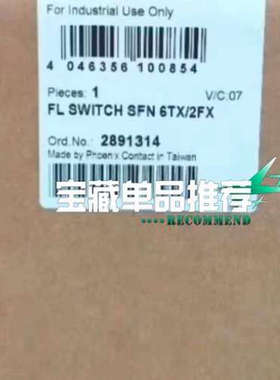 For Industrial Use Only
4 046356 100854
Pieces: 1
V/C:07
FL SWITCH SFN 6TX/2FX
Ord.No.: 2891314
Made by Phoenix Contact in Taiwan
宝藏单品推荐
RECOMMEND